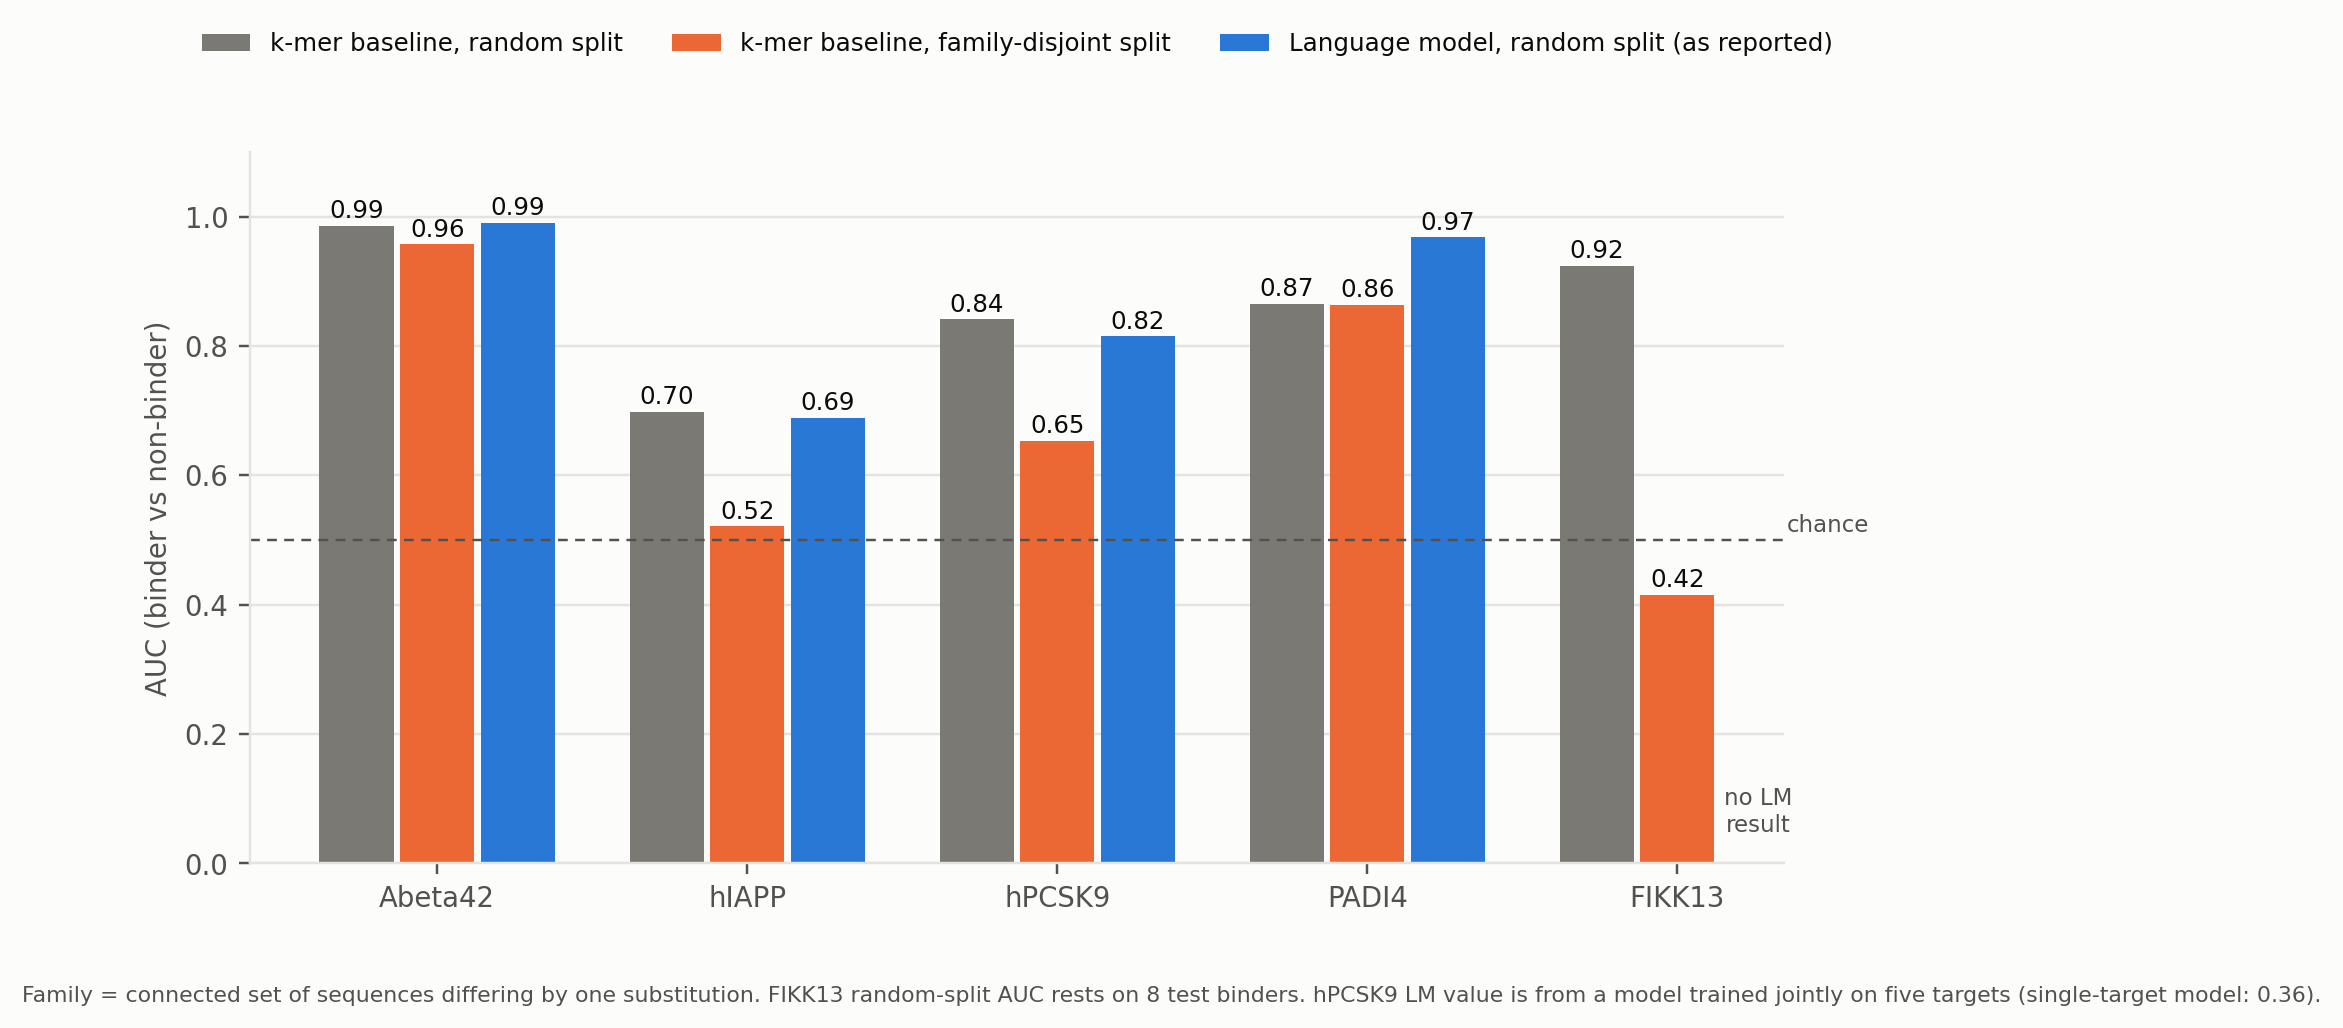 k-mer baseline, random split
k-mer baseline, family-disjoint split
Language model, random split (as reported)
AUC (binder vs non-binder)
1.0
0.8
0.6
0.4
0.2
0.0
0.99
0.96
0.99
0.70
0.52
0.69
0.84
0.65
0.82
0.87
0.86
0.97
0.92
0.42
chance
no LM
result
Abeta42
hIAPP
hPCSK9
PADI4
FIKK13
Family = connected set of sequences differing by one substitution. FIKK13 random-split AUC rests on 8 test binders. hPCSK9 LM value is from a model trained jointly on five targets (single-target model: 0.36).